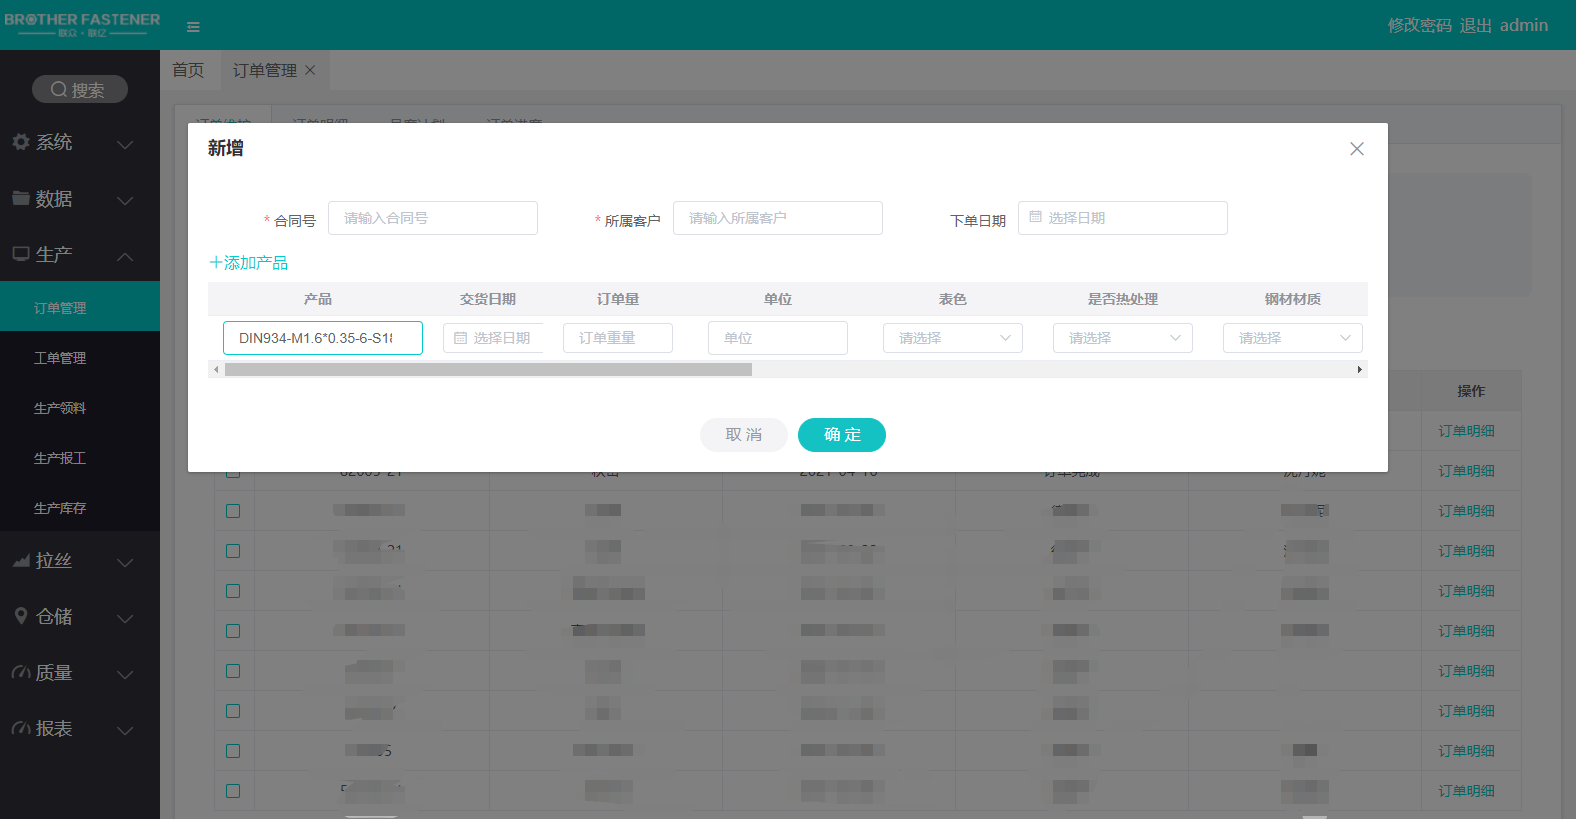 BROTHER FASTENER
联众·联亿
修改密码 退出 admin
搜索
系统
数据
生产
订单管理
工单管理
生产领料
生产报工
生产库存
拉丝
仓储
质量
报表
首页 订单管理
新增
* 合同号 请输入合同号 * 所属客户 请输入所属客户 下单日期 选择日期
添加产品
产品 交货日期 订单量 单位 表色 是否热处理 钢材材质
DIN934-M1.6*0.35-6-S18 选择日期 订单重量 单位 请选择 请选择 请选择
取消 确定
操作
订单明细
订单明细
订单明细
订单明细
订单明细
订单明细
订单明细
订单明细
订单明细
订单明细